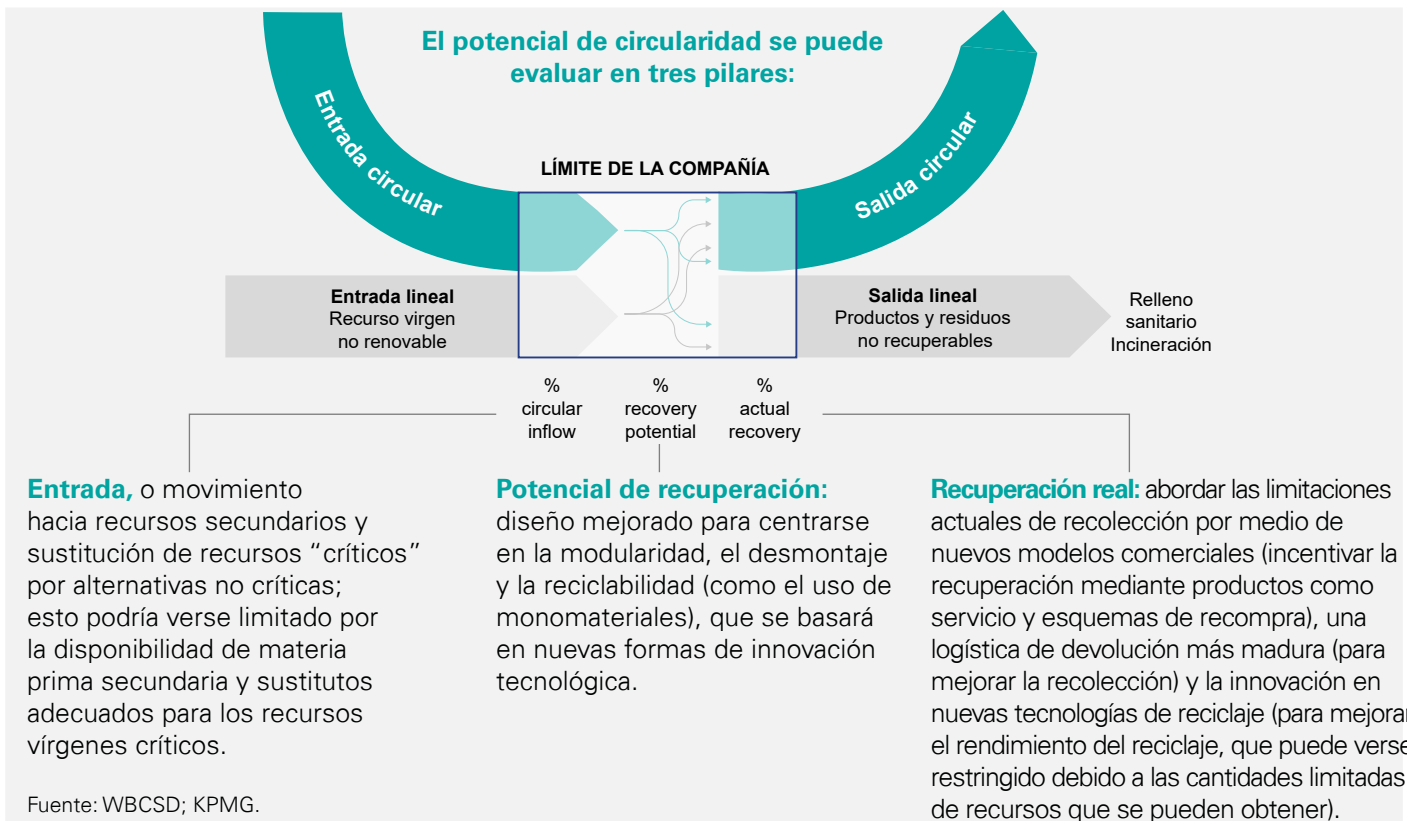 El potencial de circularidad se puede
evaluar en tres pilares:
Entrada circular
Salida circular
LÍMITE DE LA COMPAÑÍA
Entrada lineal
Recurso virgen
no renovable
Salida lineal
Productos y residuos
no recuperables
Relleno
sanitario
Incineración
%
circular
inflow
%
recovery
potential
%
actual
recovery
Entrada, o movimiento
hacia recursos secundarios y
sustitución de recursos “críticos”
por alternativas no críticas;
esto podría verse limitado por
la disponibilidad de materia
prima secundaria y sustitutos
adecuados para los recursos
vírgenes críticos.
Potencial de recuperación:
diseño mejorado para centrarse
en la modularidad, el desmontaje
y la reciclabilidad (como el uso de
monomateriales), que se basará
en nuevas formas de innovación
tecnológica.
Recuperación real: abordar las limitaciones
actuales de recolección por medio de
nuevos modelos comerciales (incentivar la
recuperación mediante productos como
servicio y esquemas de recompra), una
logística de devolución más madura (para
mejorar la recolección) y la innovación en
nuevas tecnologías de reciclaje (para mejorar
el rendimiento del reciclaje, que puede verse
restringido debido a las cantidades limitadas
de recursos que se pueden obtener).
Fuente: WBCSD; KPMG.